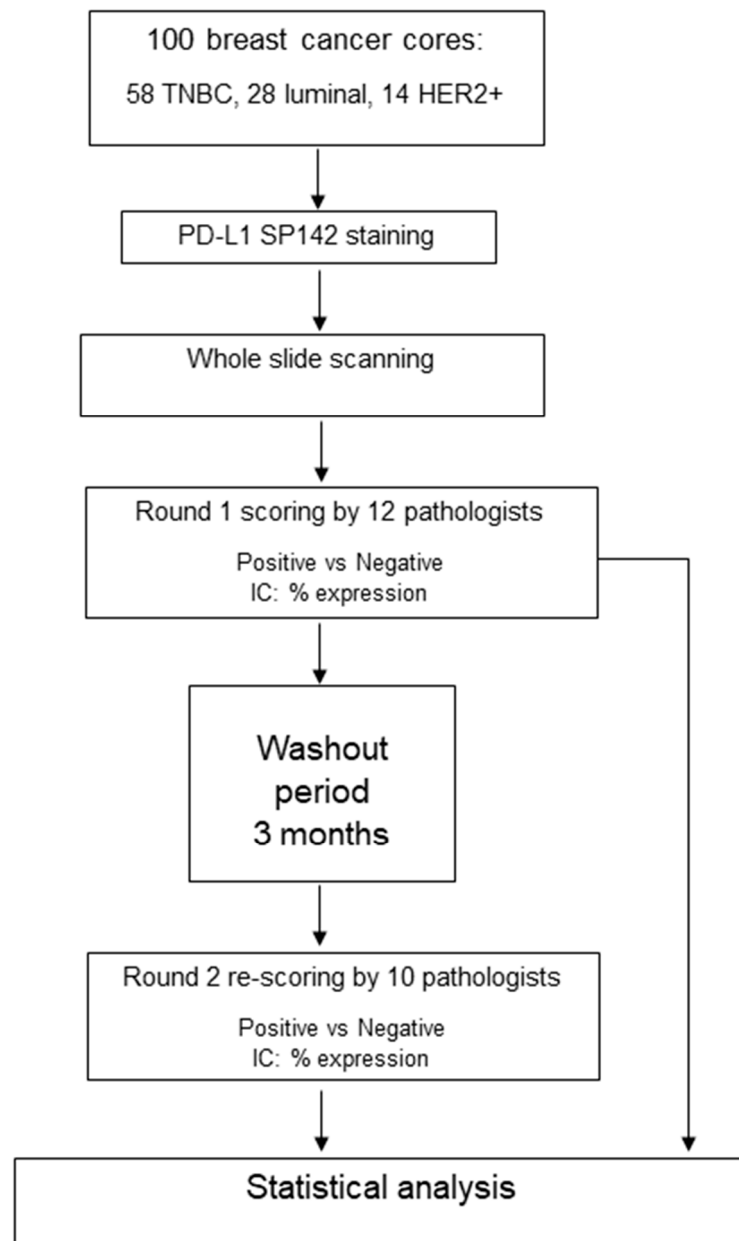 100 breast cancer cores:
58 TNBC, 28 luminal, 14 HER2+
PD-L1 SP142 staining
Whole slide scanning
Round 1 scoring by 12 pathologists
Positive vs Negative
IC: % expression
Washout
period
3 months
Round 2 re-scoring by 10 pathologists
Positive vs Negative
IC: % expression
Statistical analysis